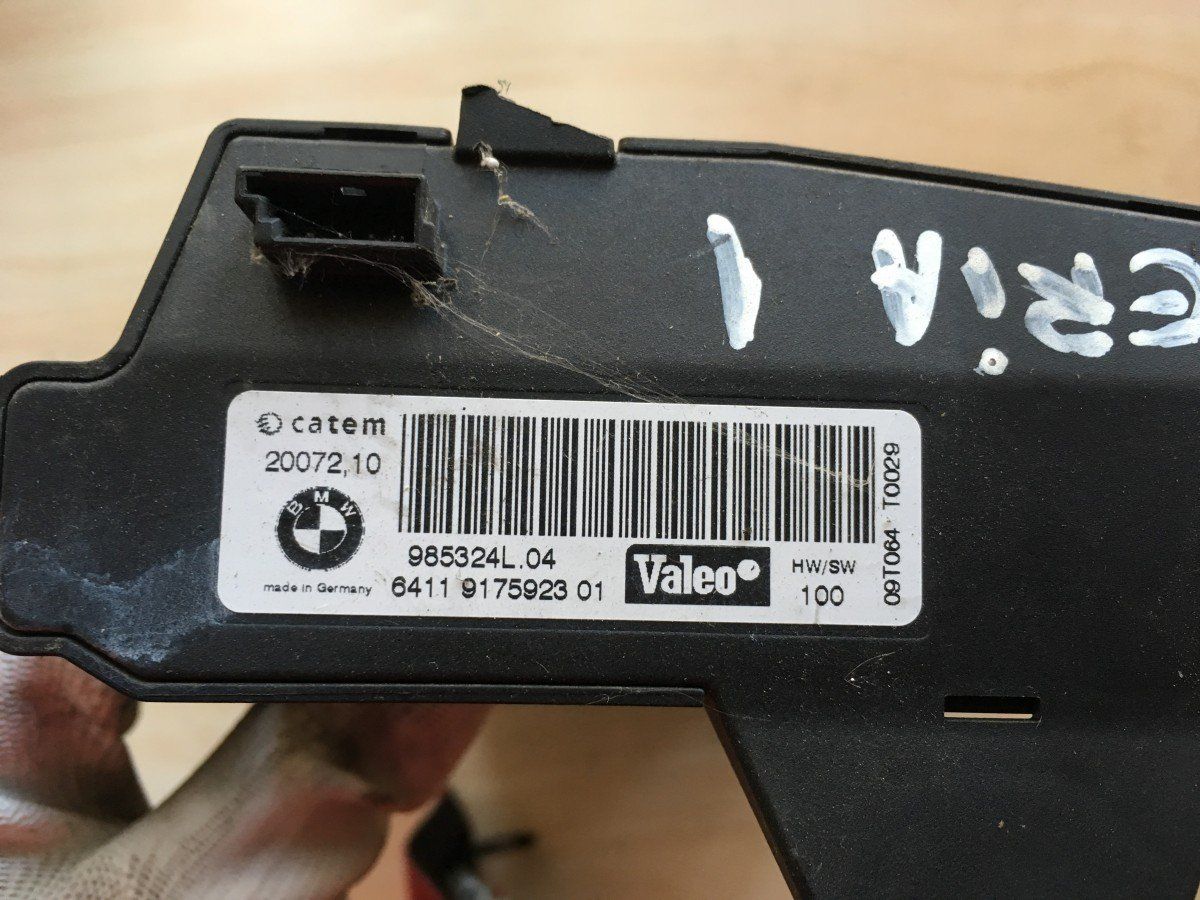 ERiA 1
catem
20072,10
BMW
made in Germany
985324L.04
6411 9175923 01
Valeo
HW/SW
100
09T064 T0029